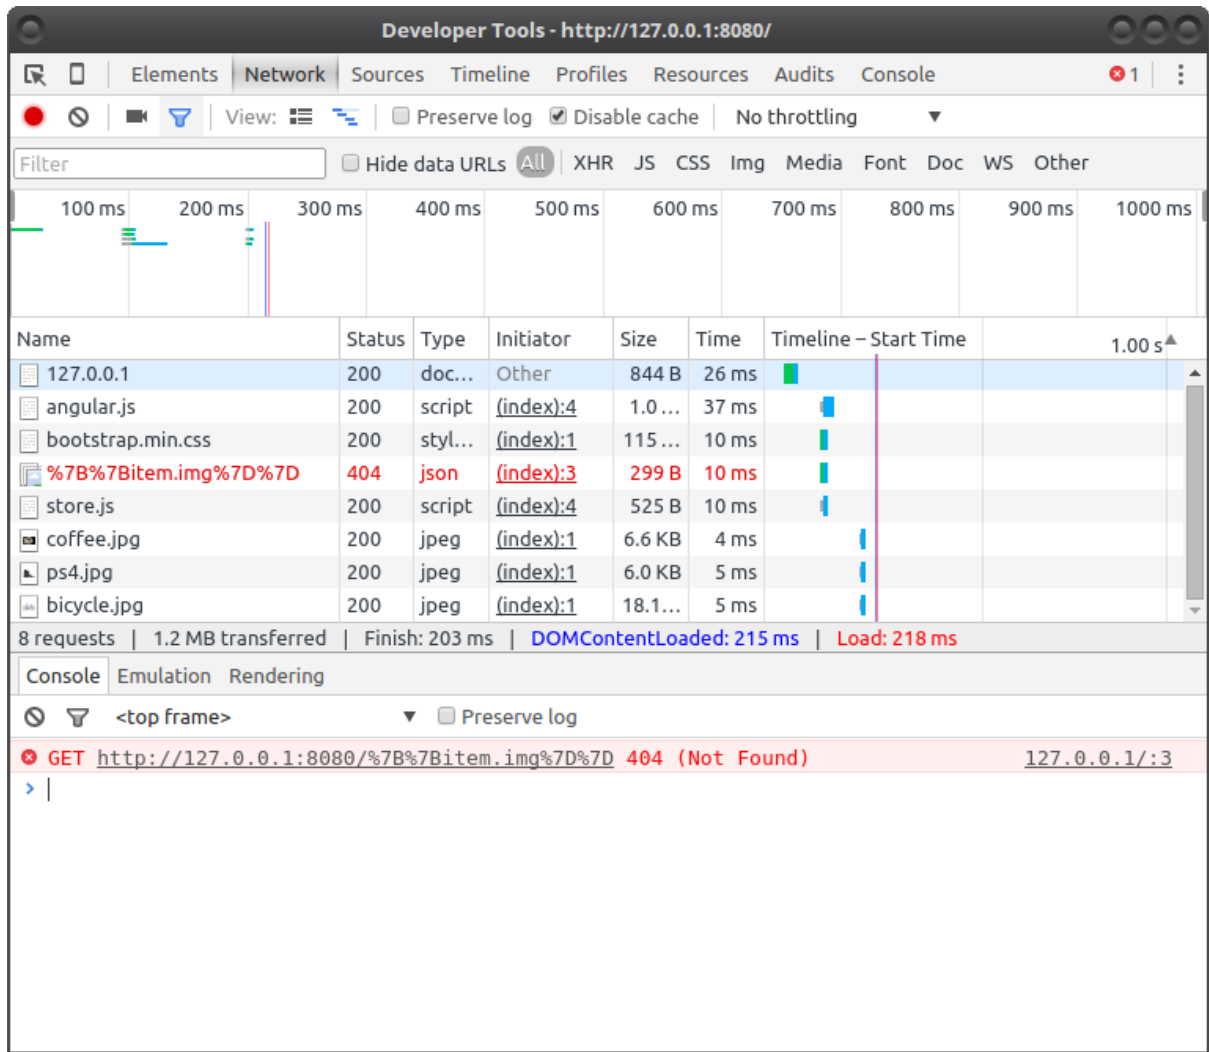 Developer Tools - http://127.0.0.1:8080/
Elements Network Sources Timeline Profiles Resources Audits Console 1
View: Preserve log Disable cache No throttling
Filter Hide data URLs All XHR JS CSS Img Media Font Doc WS Other
100 ms 200 ms 300 ms 400 ms 500 ms 600 ms 700 ms 800 ms 900 ms 1000 ms
Name Status Type Initiator Size Time Timeline – Start Time 1.00 s
127.0.0.1 200 doc... Other 844 B 26 ms
angular.js 200 script (index):4 1.0 ... 37 ms
bootstrap.min.css 200 styl... (index):1 115 ... 10 ms
%7B%7Bitem.img%7D%7D 404 json (index):3 299 B 10 ms
store.js 200 script (index):4 525 B 10 ms
coffee.jpg 200 jpeg (index):1 6.6 KB 4 ms
ps4.jpg 200 jpeg (index):1 6.0 KB 5 ms
bicycle.jpg 200 jpeg (index):1 18.1... 5 ms
8 requests | 1.2 MB transferred | Finish: 203 ms | DOMContentLoaded: 215 ms | Load: 218 ms
Console Emulation Rendering
<top frame> Preserve log
GET http://127.0.0.1:8080/%7B%7Bitem.img%7D%7D 404 (Not Found) 127.0.0.1/:3
>